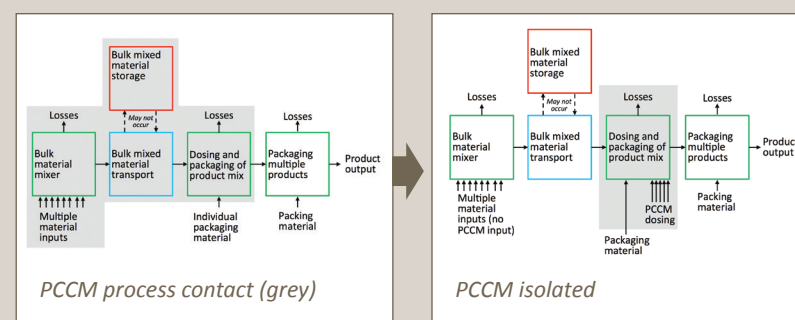 Bulk mixed
material
storage
Losses
May not
occur
Losses
Losses
Bulk
material
mixer
Bulk mixed
material
transport
Dosing and
packaging of
product mix
Packaging
multiple
products
Product
output
Multiple
material
inputs
Individual
packaging
material
Packing
material
PCCM process contact (grey)
Bulk mixed
material
storage
Losses
May not
occur
Losses
Losses
Bulk
material
mixer
Bulk mixed
material
transport
Dosing and
packaging of
product mix
Packaging
multiple
products
Product
output
Multiple
material
inputs (no
PCCM input)
Packaging
material
PCCM
dosing
Packing
material
PCCM isolated